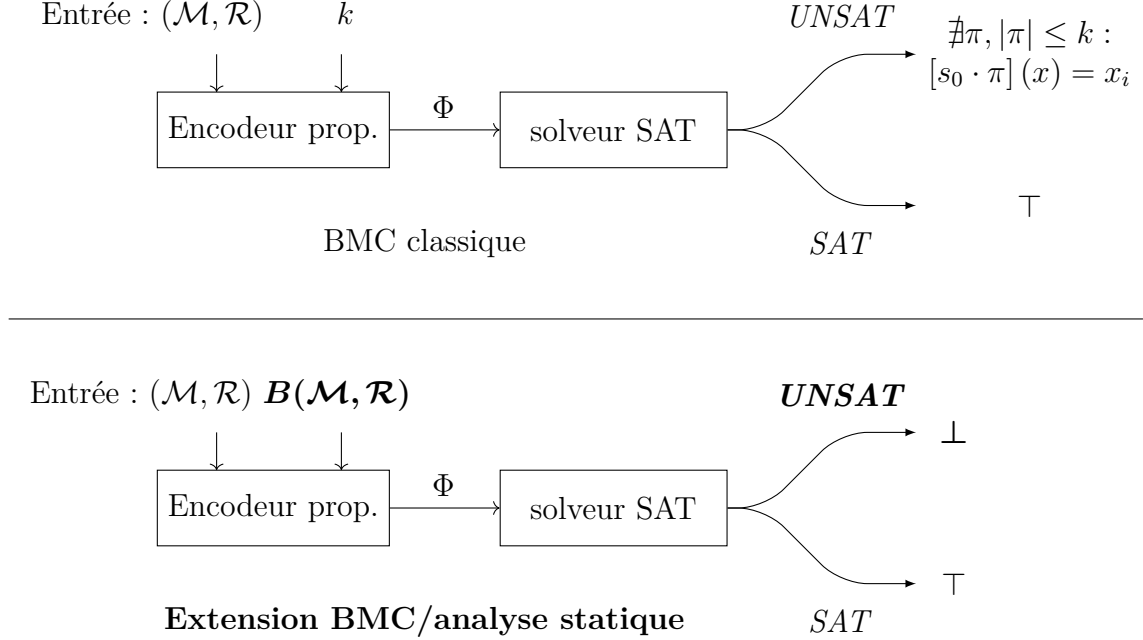 Entrée : (ℳ, ℛ) k
UNSAT
∄π, |π| ≤ k :
[s₀ · π] (x) = xᵢ
Encodeur prop.
Φ
solveur SAT
⊤
BMC classique
SAT
Entrée : (ℳ, ℛ) B(ℳ, ℛ)
UNSAT
⊥
Encodeur prop.
Φ
solveur SAT
⊤
Extension BMC/analyse statique
SAT